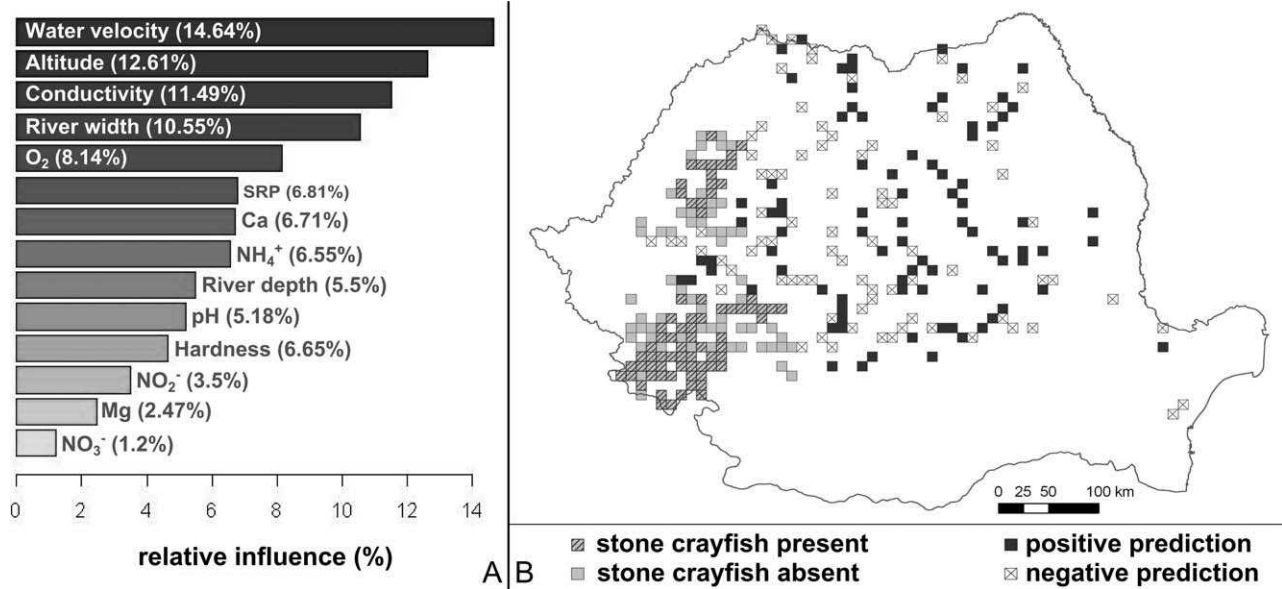 Water velocity (14.64%)
Altitude (12.61%)
Conductivity (11.49%)
River width (10.55%)
O₂ (8.14%)
SRP (6.81%)
Ca (6.71%)
NH₄⁺ (6.55%)
River depth (5.5%)
pH (5.18%)
Hardness (6.65%)
NO₂⁻ (3.5%)
Mg (2.47%)
NO₃⁻ (1.2%)
0 2 4 6 8 10 12 14
relative influence (%)
A
0 25 50 100 km
B
stone crayfish present
stone crayfish absent
positive prediction
negative prediction